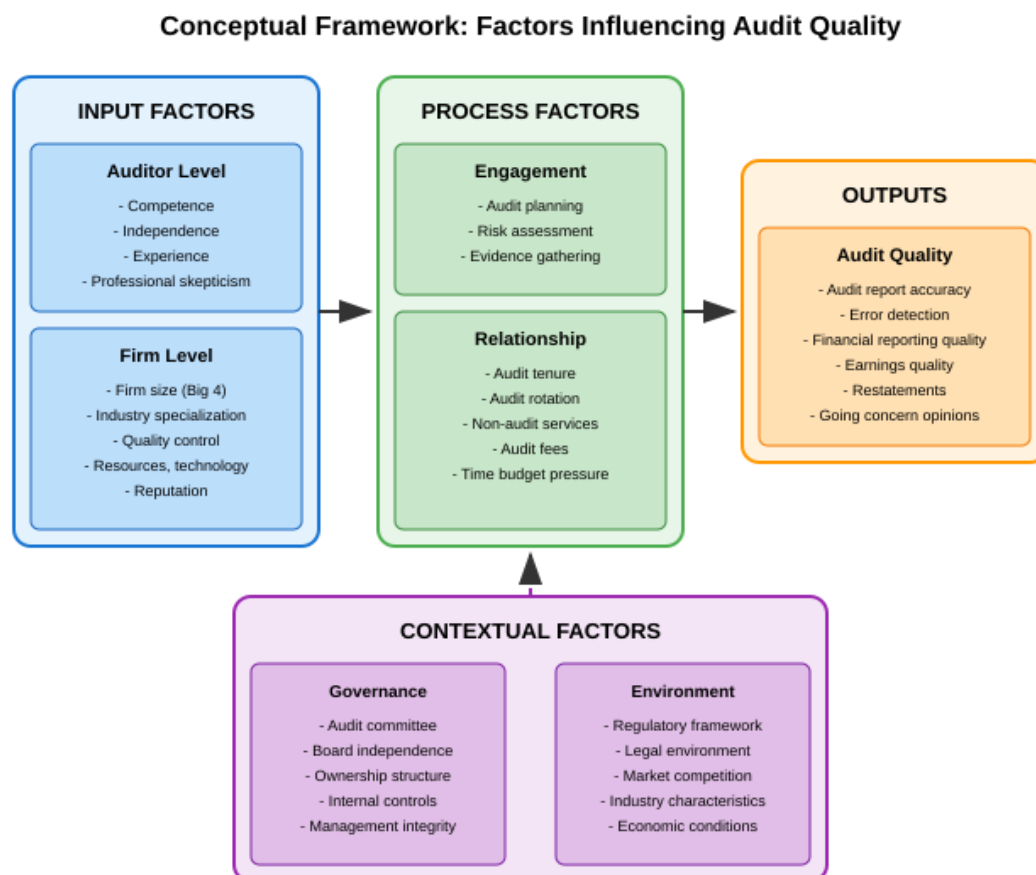 Conceptual Framework: Factors Influencing Audit Quality
INPUT FACTORS
Auditor Level
- Competence
- Independence
- Experience
- Professional skepticism
Firm Level
- Firm size (Big 4)
- Industry specialization
- Quality control
- Resources, technology
- Reputation
PROCESS FACTORS
Engagement
- Audit planning
- Risk assessment
- Evidence gathering
Relationship
- Audit tenure
- Audit rotation
- Non-audit services
- Audit fees
- Time budget pressure
OUTPUTS
Audit Quality
- Audit report accuracy
- Error detection
- Financial reporting quality
- Earnings quality
- Restatements
- Going concern opinions
CONTEXTUAL FACTORS
Governance
- Audit committee
- Board independence
- Ownership structure
- Internal controls
- Management integrity
Environment
- Regulatory framework
- Legal environment
- Market competition
- Industry characteristics
- Economic conditions